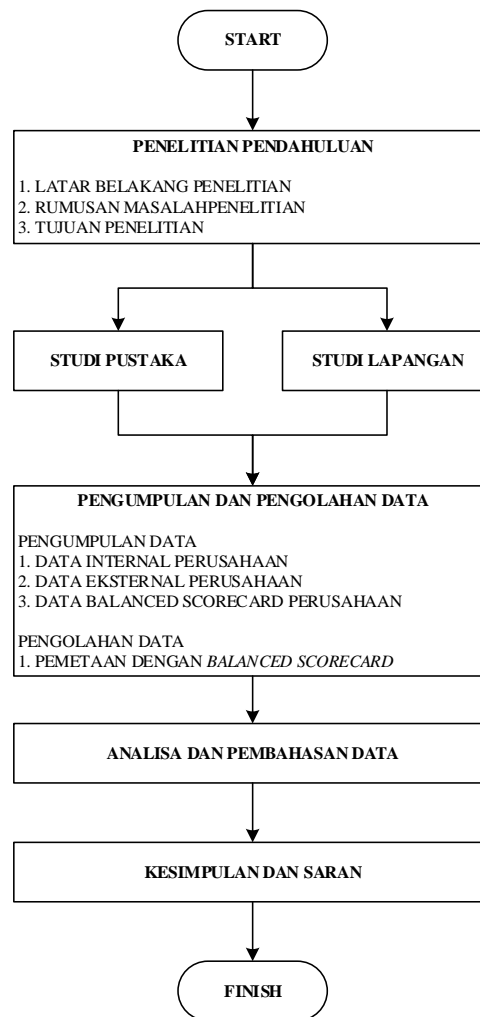 START
PENELITIAN PENDAHULUAN
1. LATAR BELAKANG PENELITIAN
2. RUMUSAN MASALAHPENELITIAN
3. TUJUAN PENELITIAN
STUDI PUSTAKA
STUDI LAPANGAN
PENGUMPULAN DAN PENGOLAHAN DATA
PENGUMPULAN DATA
1. DATA INTERNAL PERUSAHAAN
2. DATA EKSTERNAL PERUSAHAAN
3. DATA BALANCED SCORECARD PERUSAHAAN
PENGOLAHAN DATA
1. PEMETAAN DENGAN BALANCED SCORECARD
ANALISA DAN PEMBAHASAN DATA
KESIMPULAN DAN SARAN
FINISH